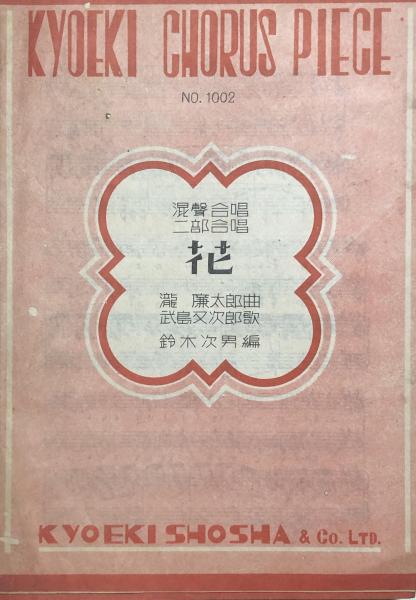 KYOEKI CHORUS PIECE
NO. 1002
混聲合唱
二部合唱
花
瀧廉太郎曲
武島又次郎歌
鈴木次男編
KYOEKI SHOSHA & CO. LTD.